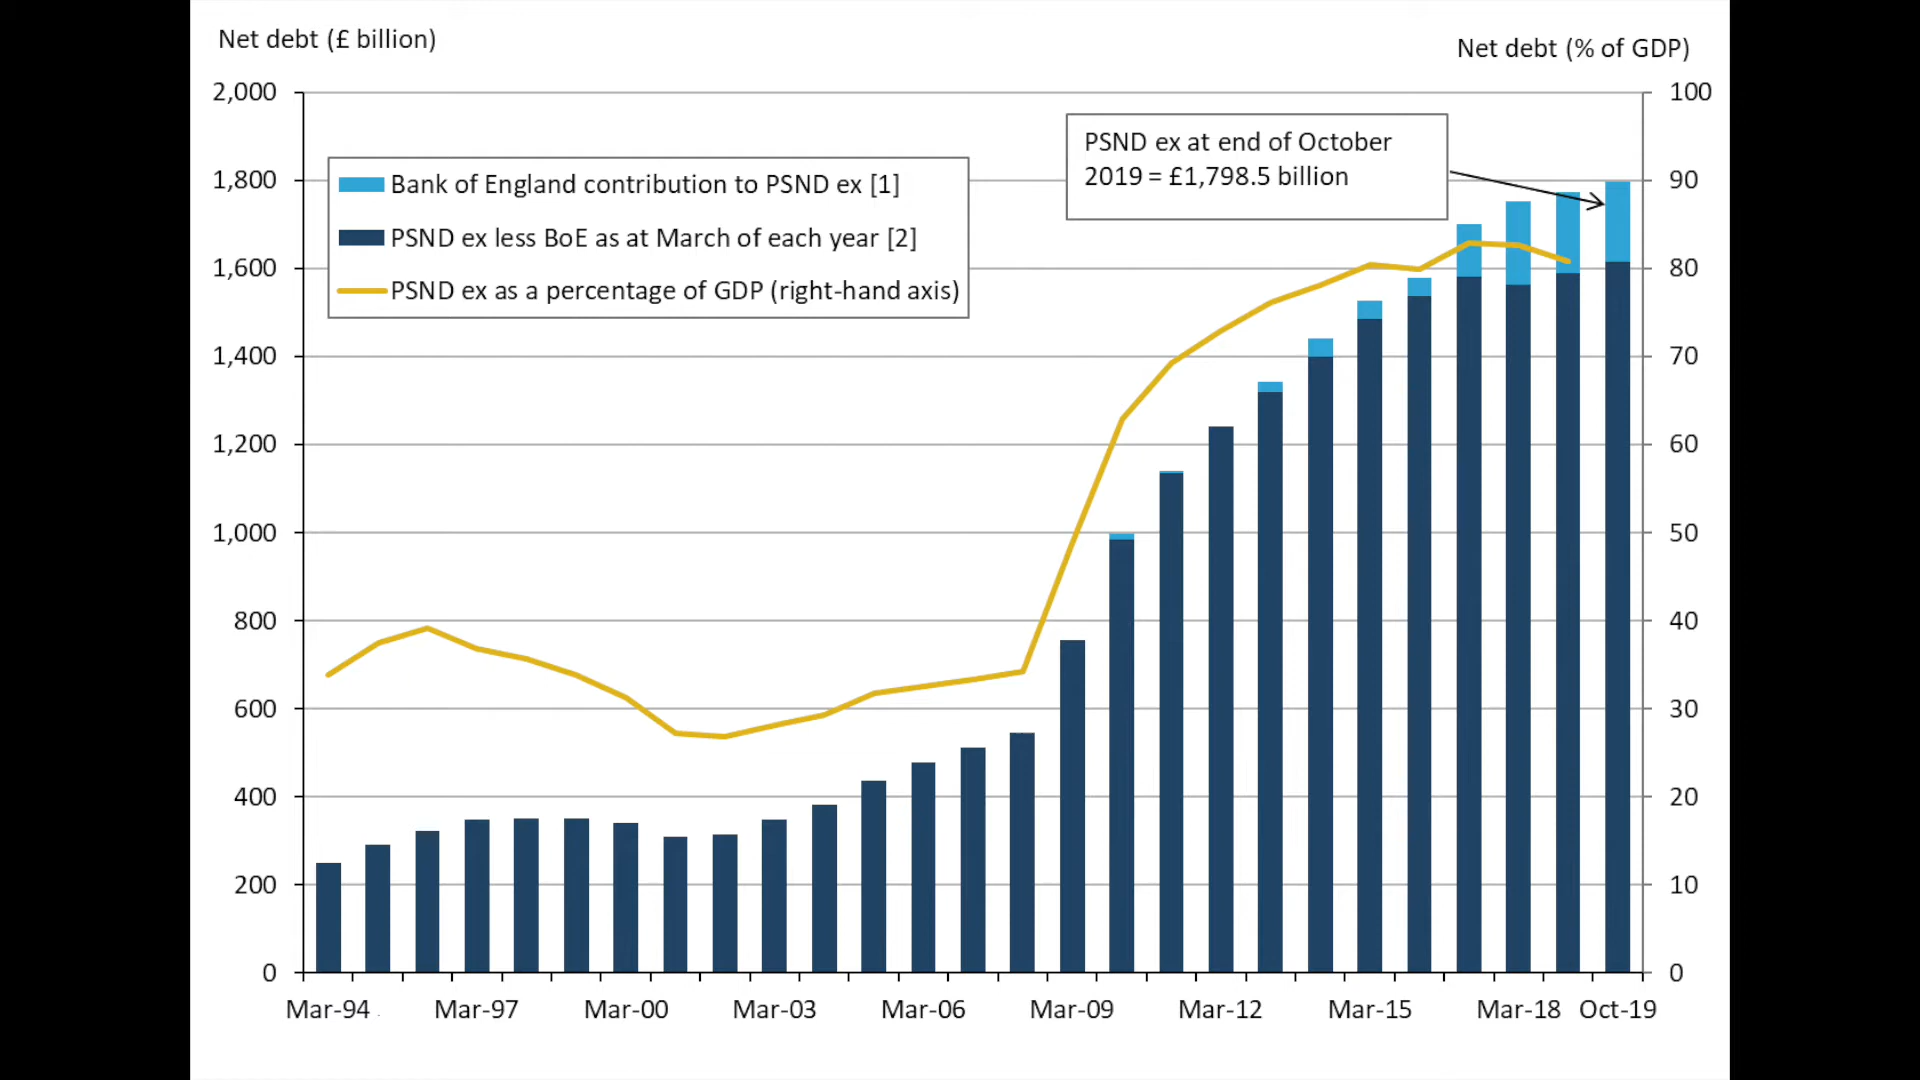 Net debt (£ billion)
Net debt (% of GDP)
2,000
1,800
1,600
1,400
1,200
1,000
800
600
400
200
0
Bank of England contribution to PSND ex [1]
PSND ex less BoE as at March of each year [2]
PSND ex as a percentage of GDP (right-hand axis)
PSND ex at end of October
2019 = £1,798.5 billion
100
90
80
70
60
50
40
30
20
10
0
Mar-94 Mar-97 Mar-00 Mar-03 Mar-06 Mar-09 Mar-12 Mar-15 Mar-18 Oct-19